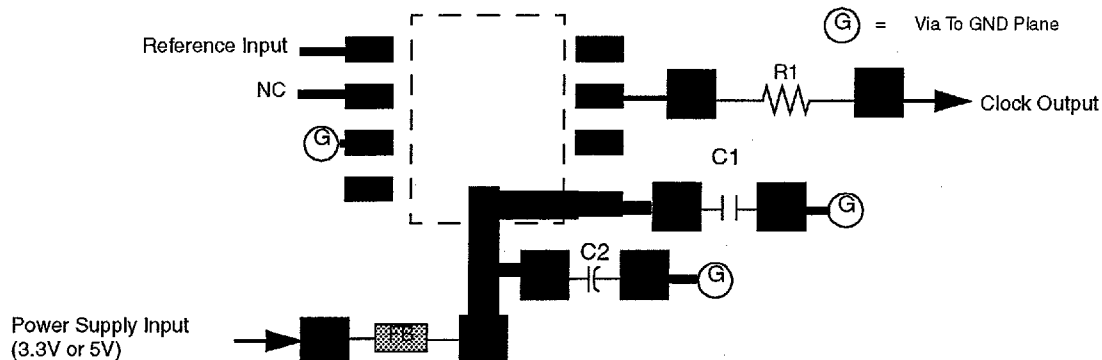 G = Via To GND Plane
Reference Input
R1
NC
Clock Output
G
C1
G
C2
G
Power Supply Input
(3.3V or 5V)
FB